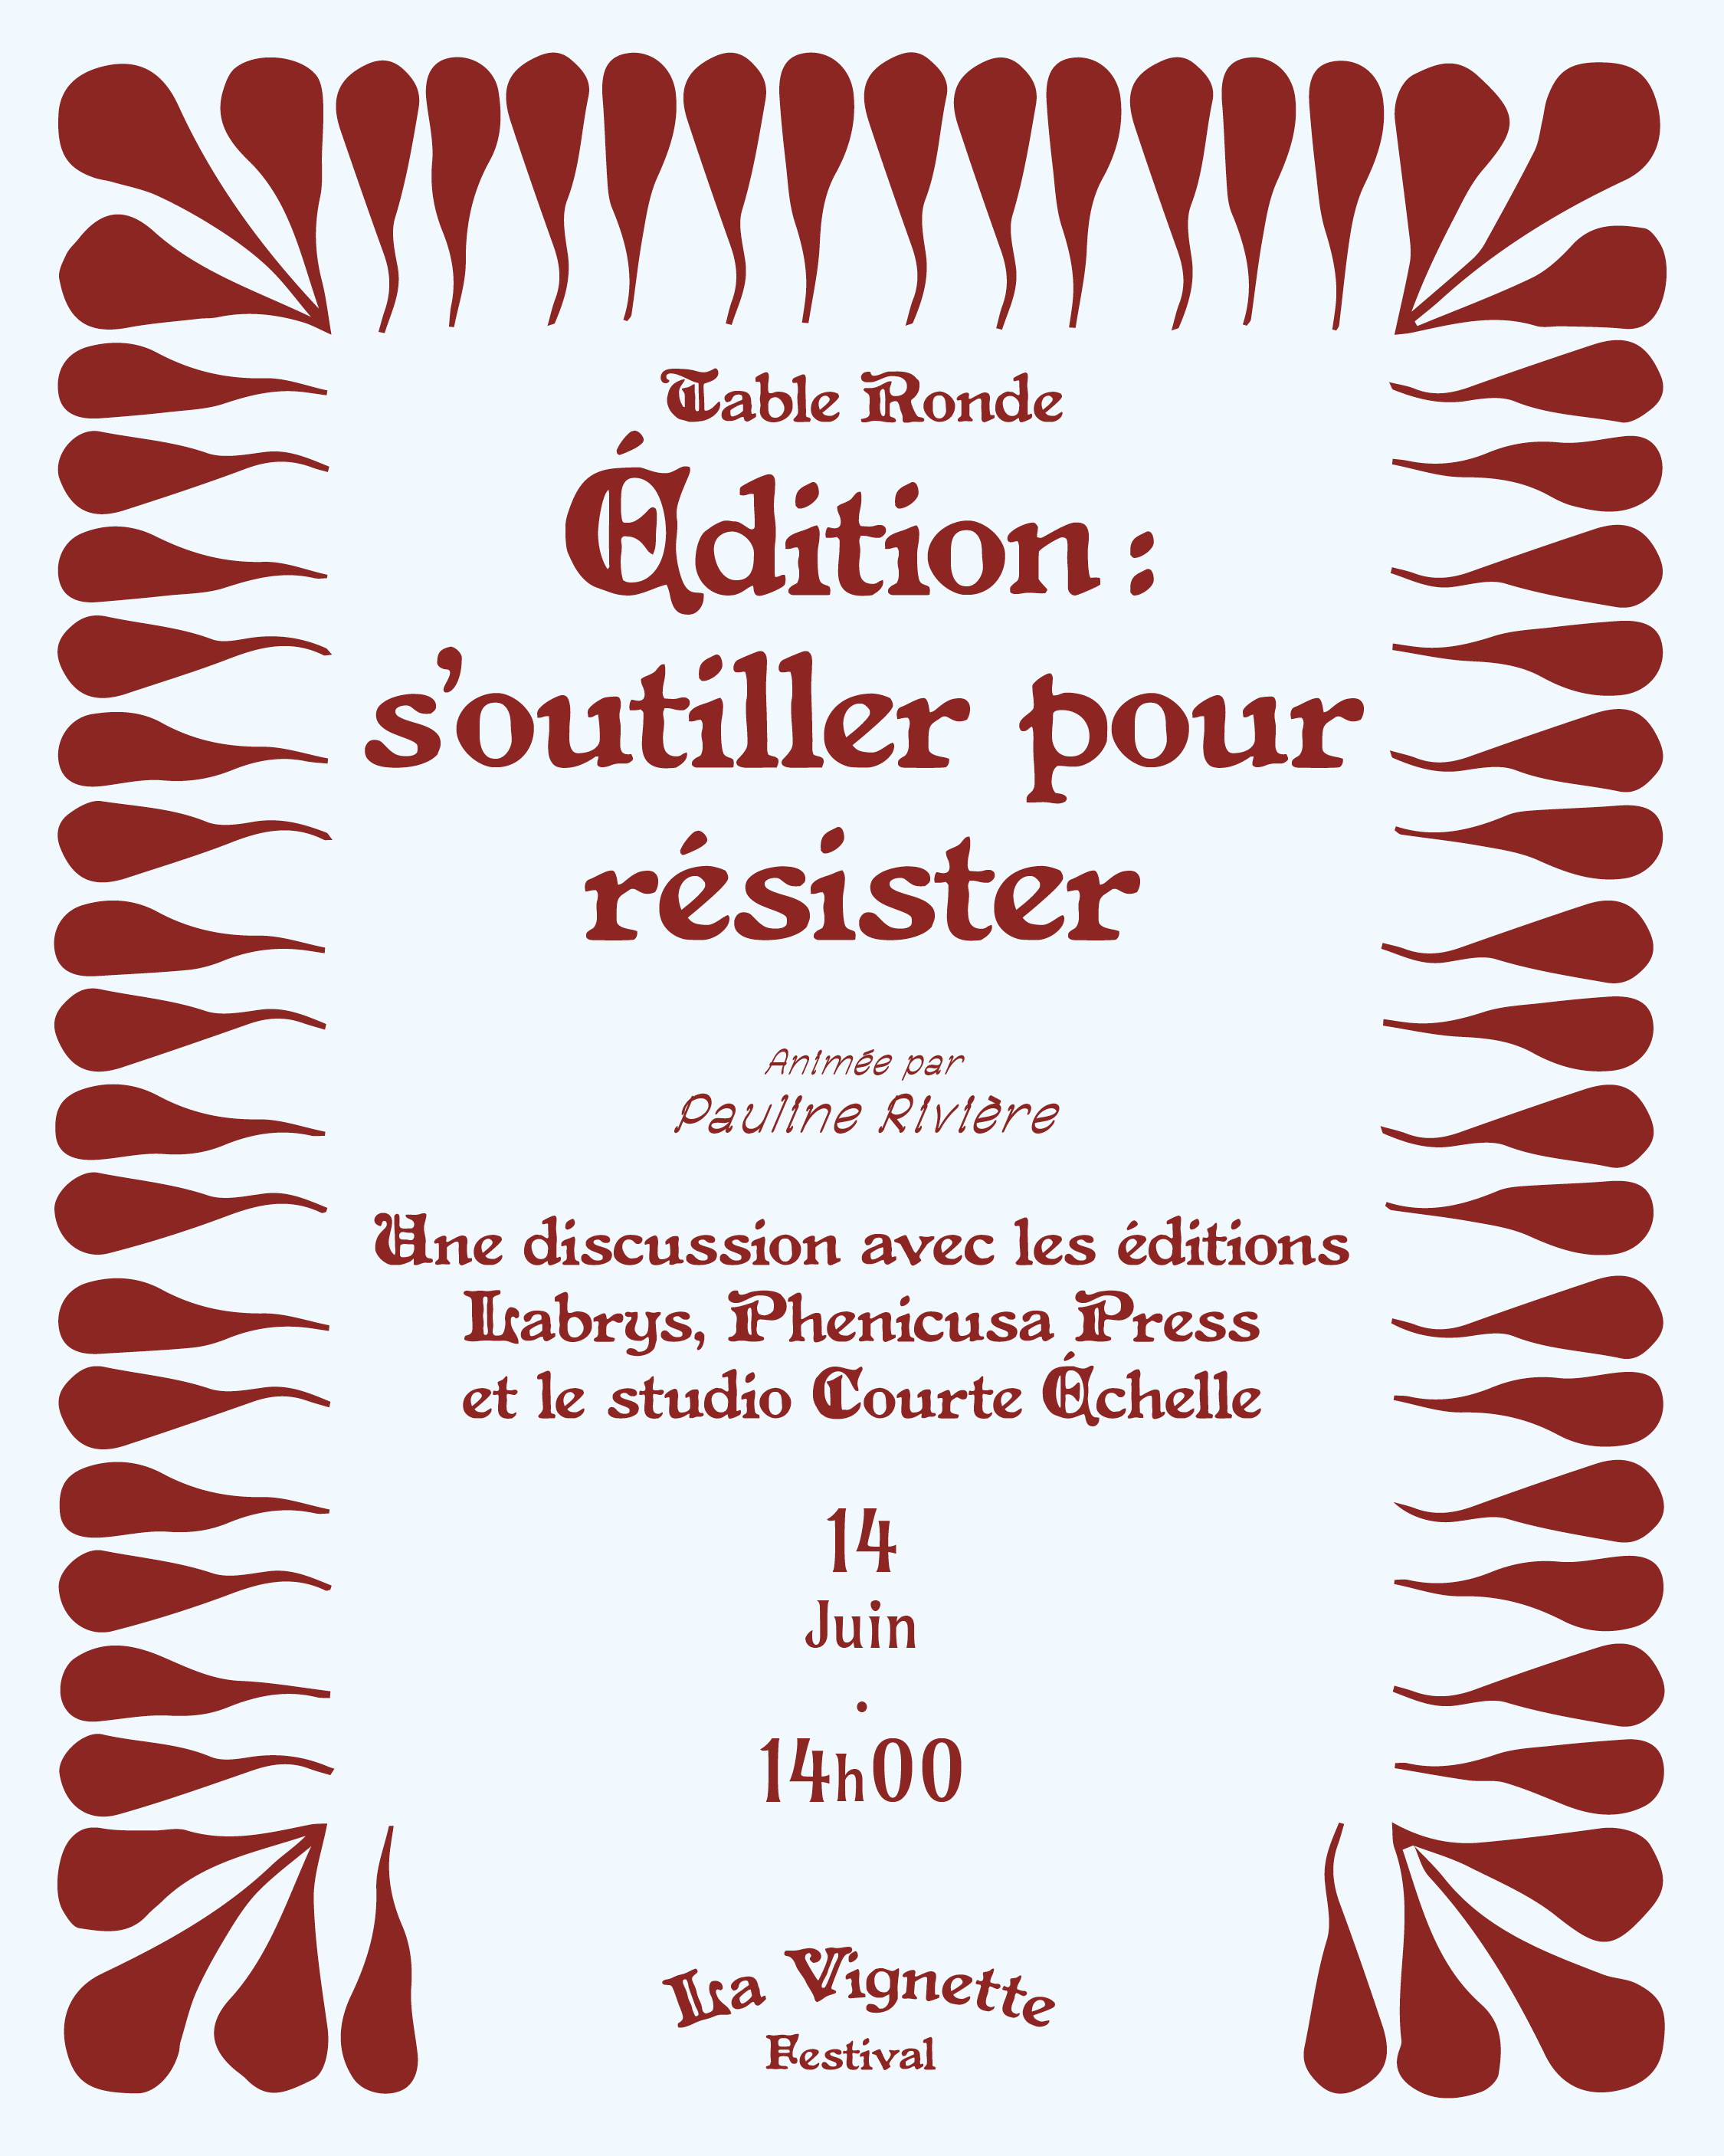 Table Ronde
Édition :
s’outiller pour
résister
Animée par
Pauline Rivière
Une discussion avec les éditions
Labrys, Phenicusa Press
et le studio Courte Échelle
14
Juin
·
14h00
La Vignette
Festival